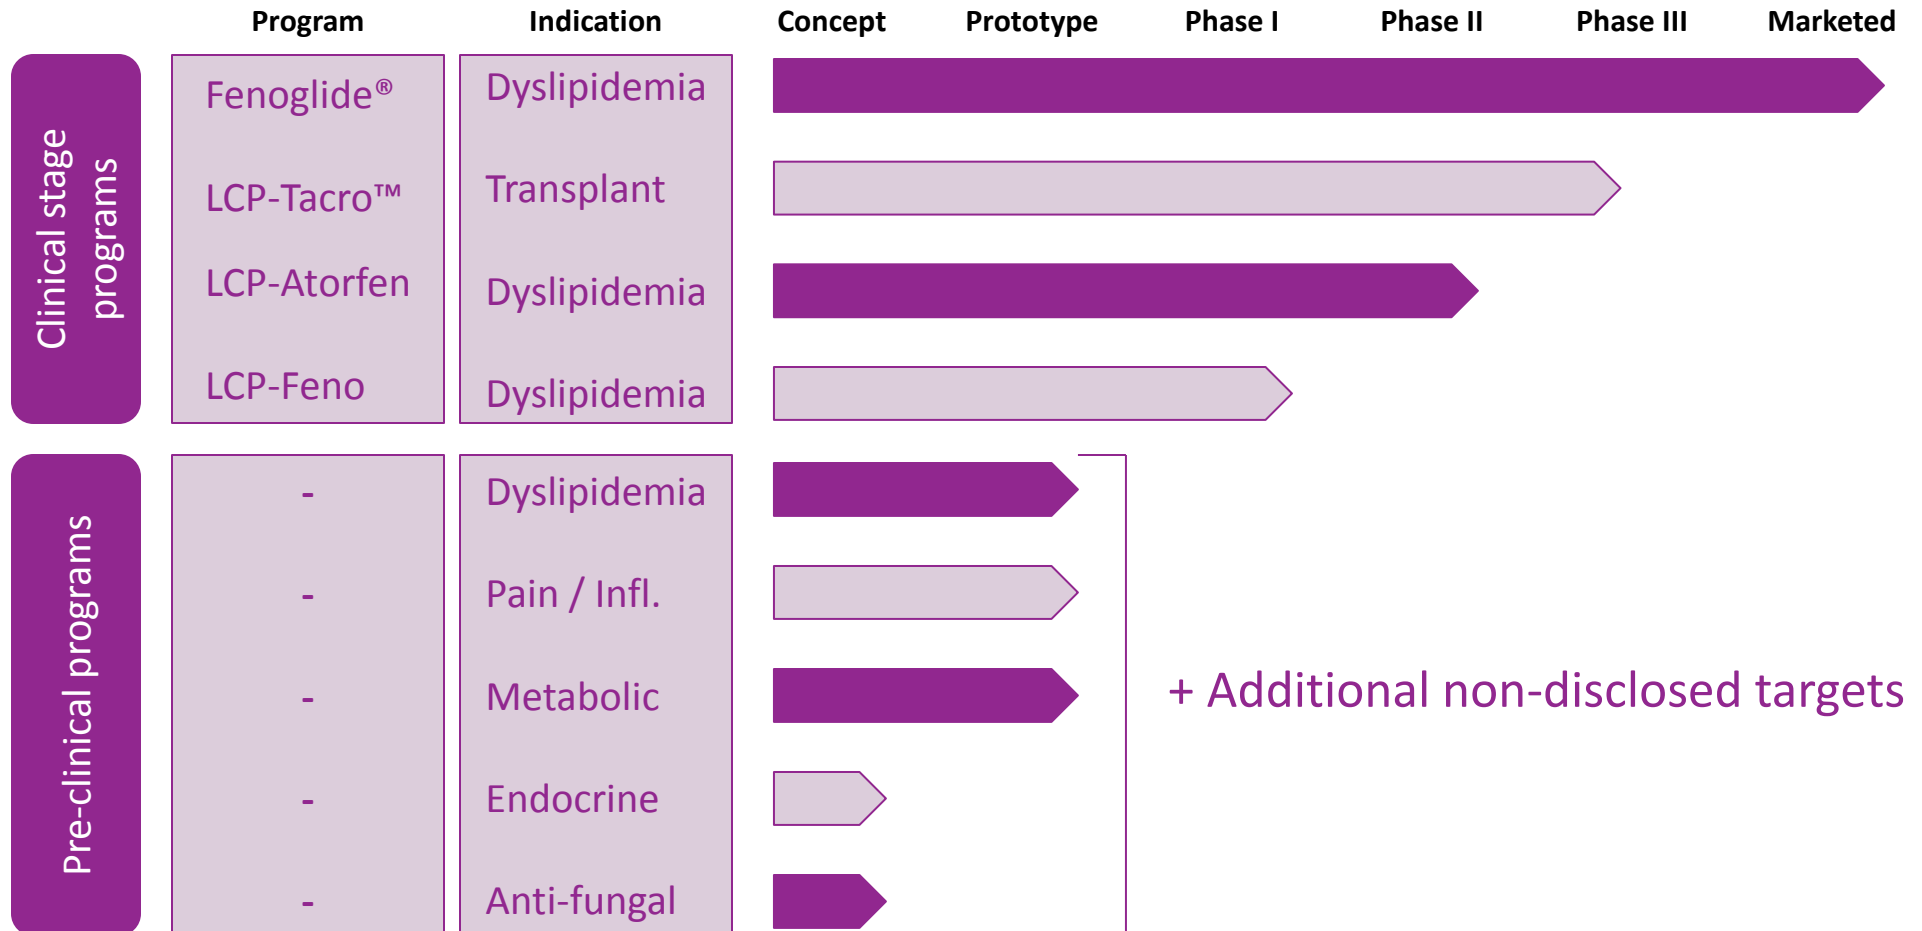 Program Indication Concept Prototype Phase I Phase II Phase III Marketed
Clinical stage
programs
Fenoglide® Dyslipidemia
LCP-Tacro™ Transplant
LCP-Atorfen Dyslipidemia
LCP-Feno Dyslipidemia
Pre-clinical programs
- Dyslipidemia
- Pain / Infl.
- Metabolic
+ Additional non-disclosed targets
- Endocrine
- Anti-fungal